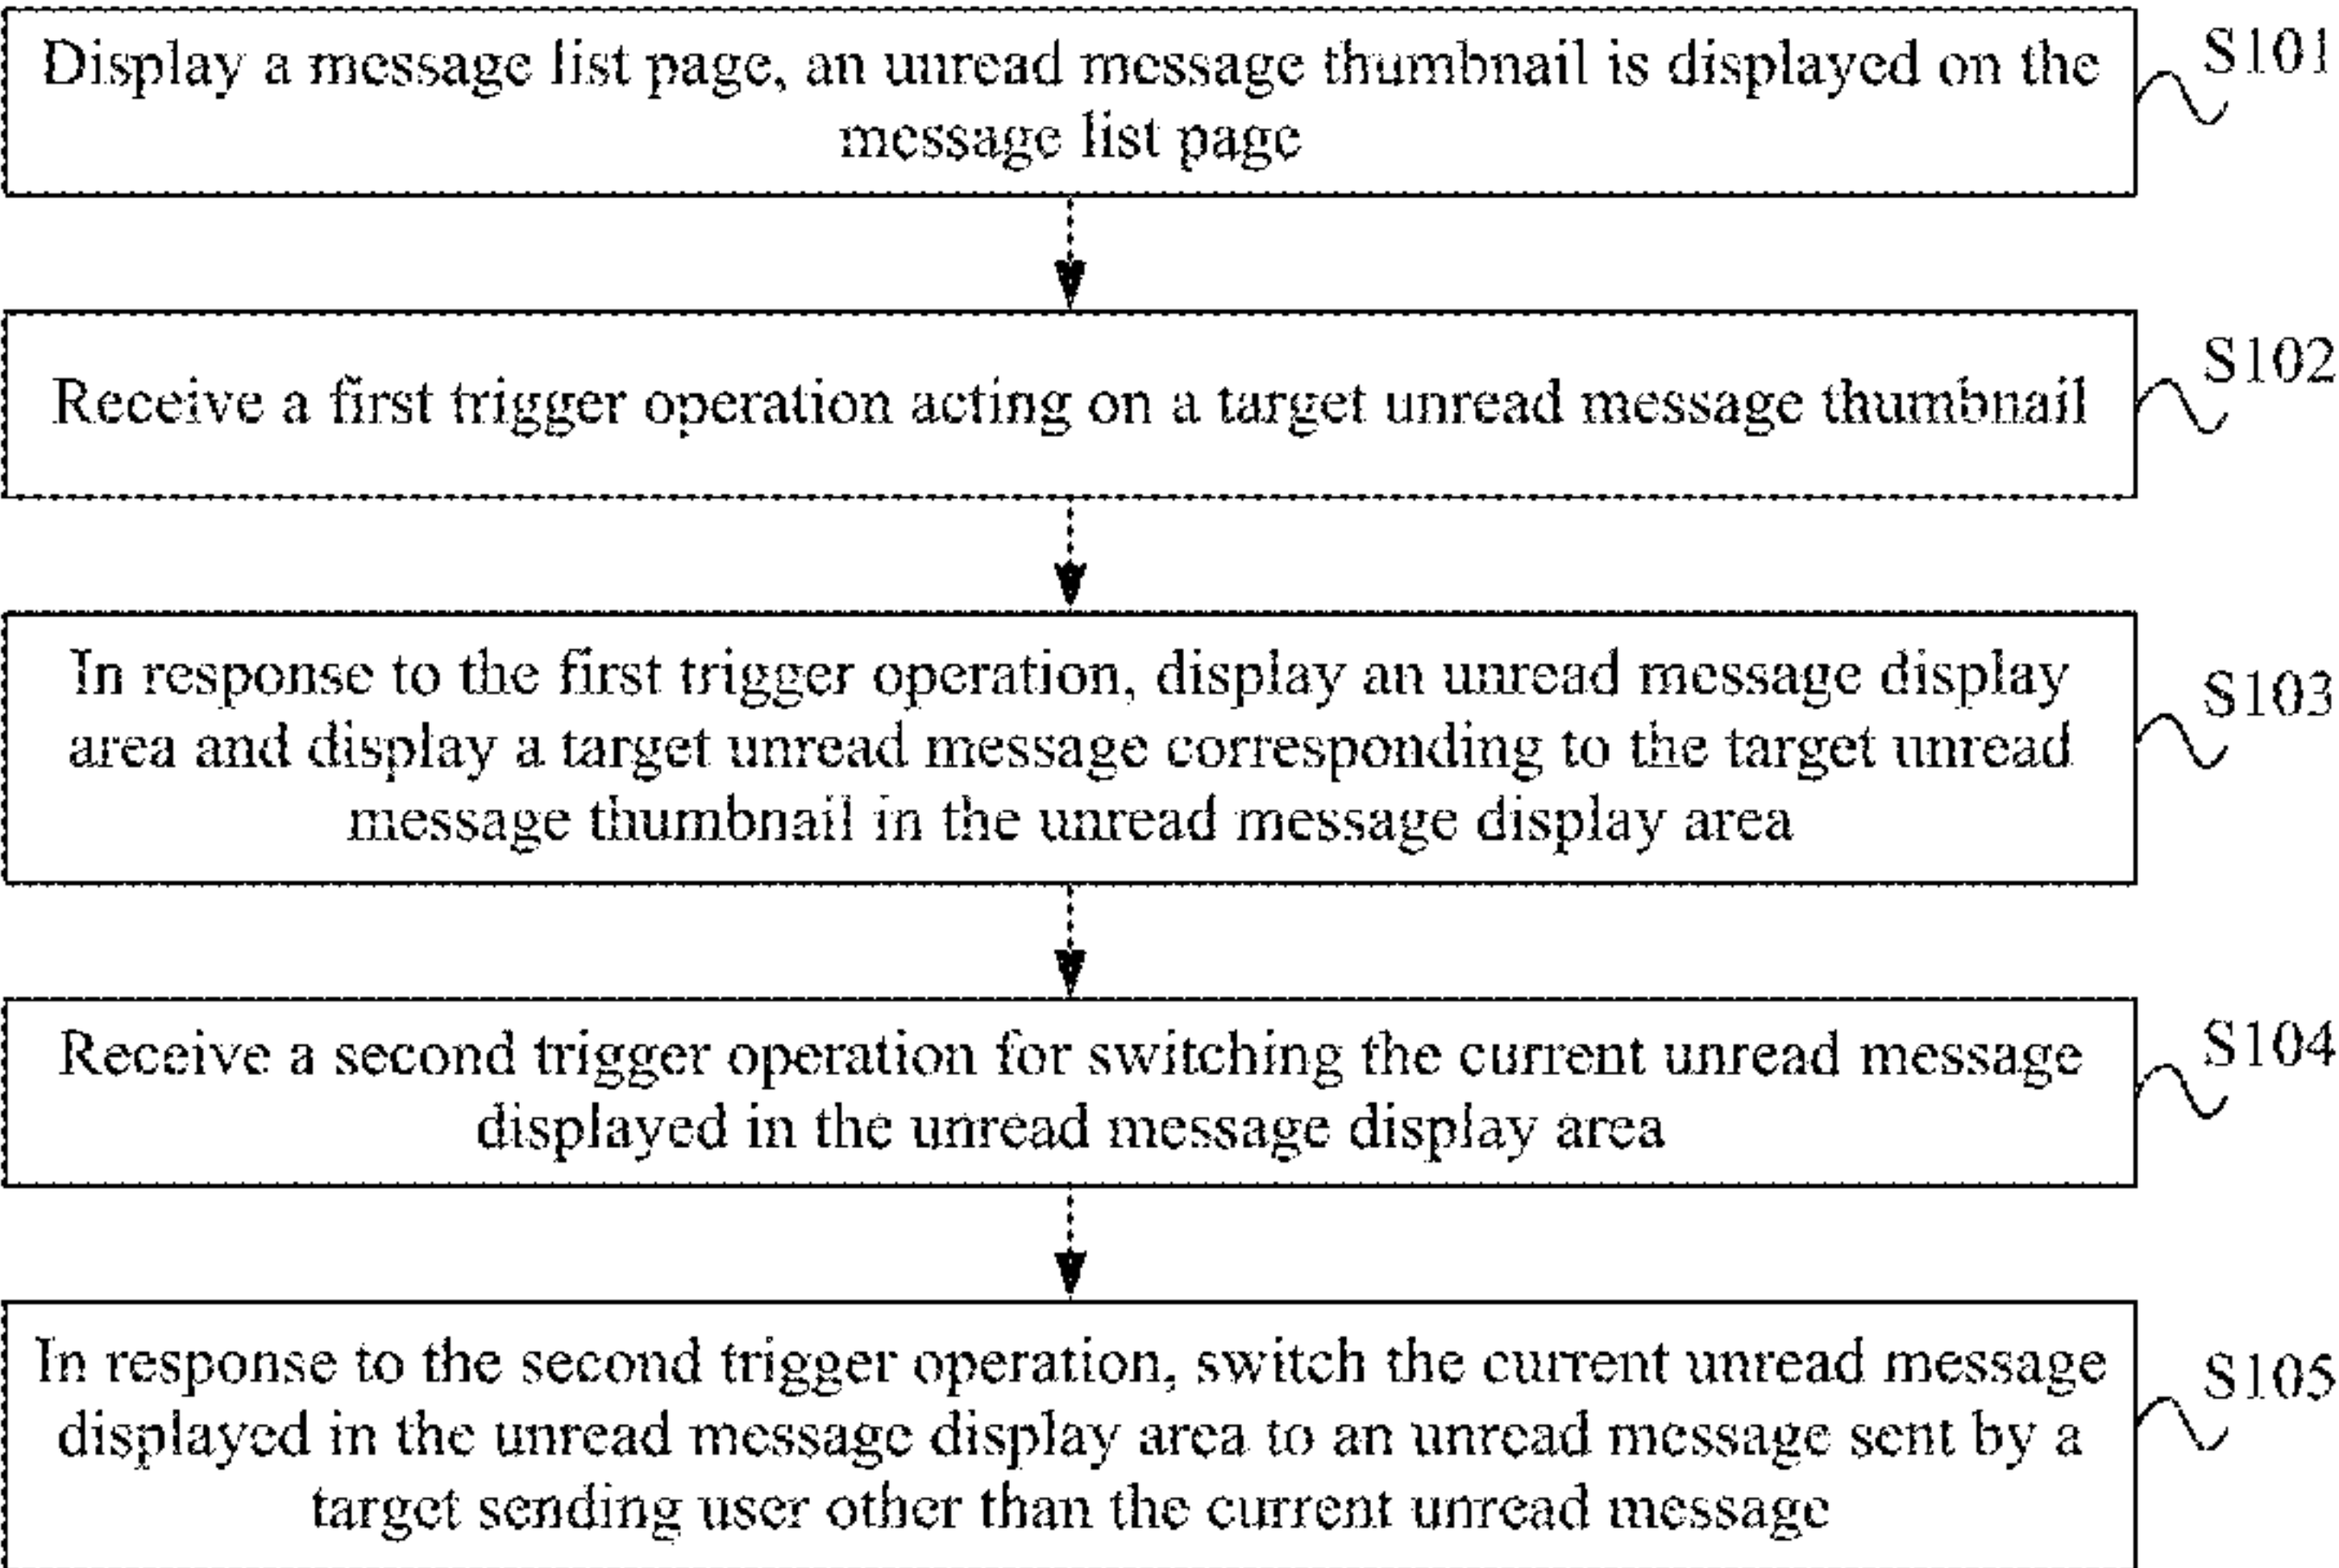 Display a message list page, an unread message thumbnail is displayed on the
message list page
S101
Receive a first trigger operation acting on a target unread message thumbnail
S102
In response to the first trigger operation, display an unread message display
area and display a target unread message corresponding to the target unread
message thumbnail in the unread message display area
S103
Receive a second trigger operation for switching the current unread message
displayed in the unread message display area
S104
In response to the second trigger operation, switch the current unread message
displayed in the unread message display area to an unread message sent by a
target sending user other than the current unread message
S105